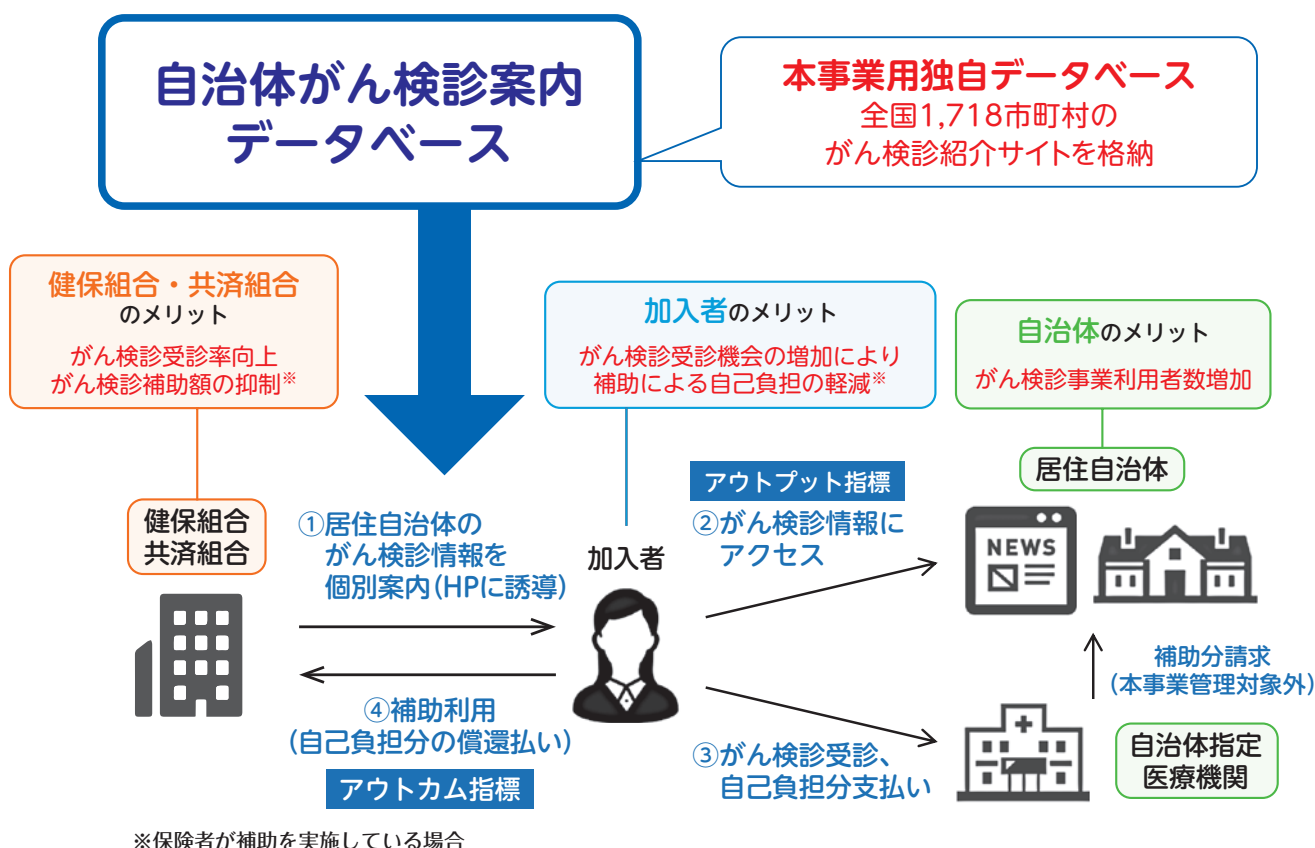 自治体がん検診案内
データベース
本事業用独自データベース
全国1,718市町村の
がん検診紹介サイトを格納
健保組合・共済組合
のメリット
がん検診受診率向上
がん検診補助額の抑制※
加入者のメリット
がん検診受診機会の増加により
補助による自己負担の軽減※
自治体のメリット
がん検診事業利用者数増加
健保組合
共済組合
①居住自治体の
がん検診情報を
個別案内(HPに誘導)
加入者
アウトプット指標
②がん検診情報に
アクセス
居住自治体
NEWS
④補助利用
(自己負担分の償還払い)
アウトカム指標
③がん検診受診、
自己負担分支払い
補助分請求
(本事業管理対象外)
自治体指定
医療機関
※保険者が補助を実施している場合